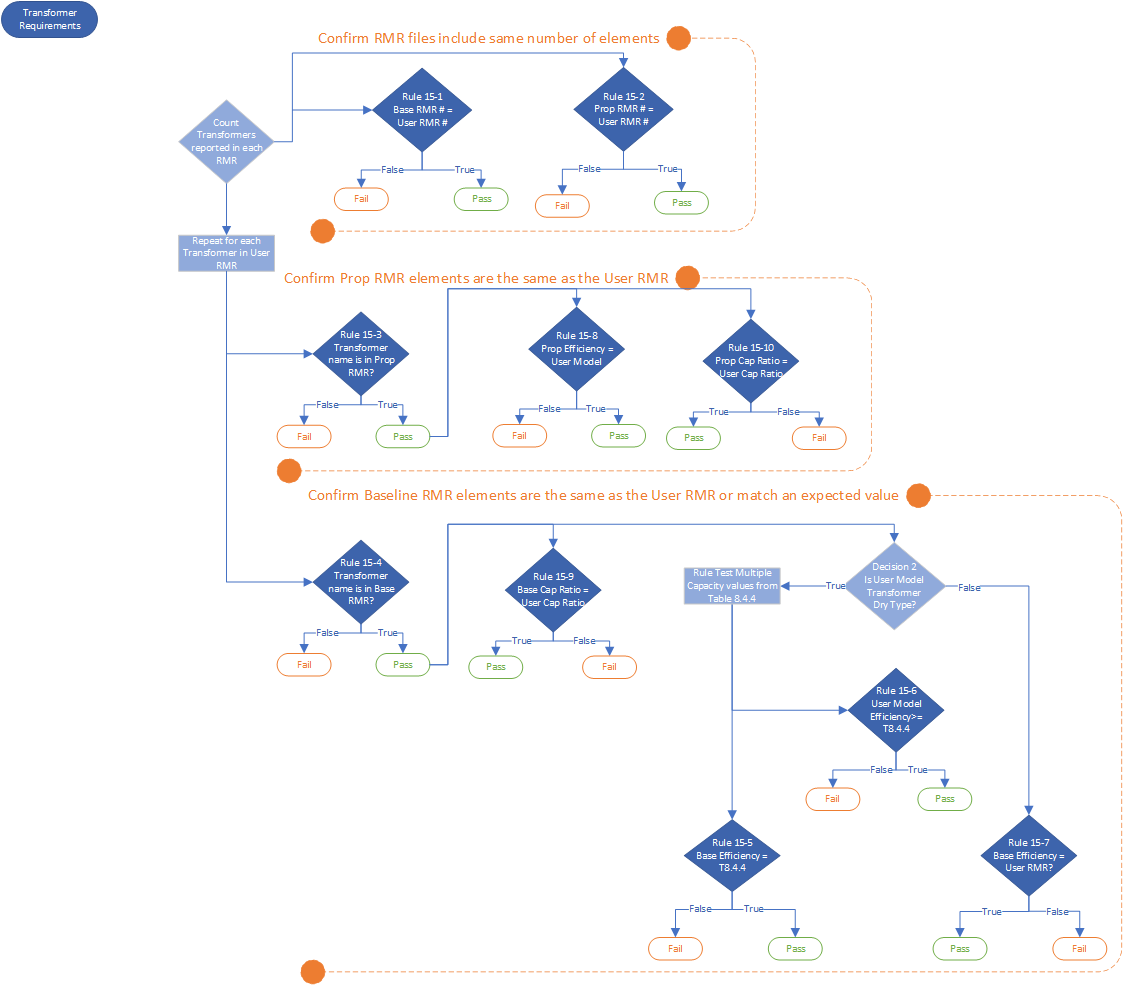 Transformer
Requirements
Confirm RMR files include same number of elements
Count
Transformers
reported in each
RMR
Rule 15-1
Base RMR # =
User RMR #
Rule 15-2
Prop RMR # =
User RMR #
False
True
False
True
Fail
Pass
Fail
Pass
Repeat for each
Transformer in User
RMR
Confirm Prop RMR elements are the same as the User RMR
Rule 15-3
Transformer
name is in Prop
RMR?
Rule 15-8
Prop Efficiency =
User Model
Rule 15-10
Prop Cap Ratio =
User Cap Ratio
False
True
False
True
True
False
Fail
Pass
Fail
Pass
Pass
Fail
Confirm Baseline RMR elements are the same as the User RMR or match an expected value
Rule 15-4
Transformer
name is in Base
RMR?
Rule 15-9
Base Cap Ratio =
User Cap Ratio
Rule Test Multiple
Capacity values from
Table 8.4.4
True
Decision 2
Is User Model
Transformer
Dry Type?
False
False
True
True
False
Fail
Pass
Pass
Fail
Rule 15-6
User Model
Efficiency>=
T8.4.4
False
True
Fail
Pass
Rule 15-5
Base Efficiency =
T8.4.4
Rule 15-7
Base Efficiency =
User RMR?
False
True
True
False
Fail
Pass
Pass
Fail